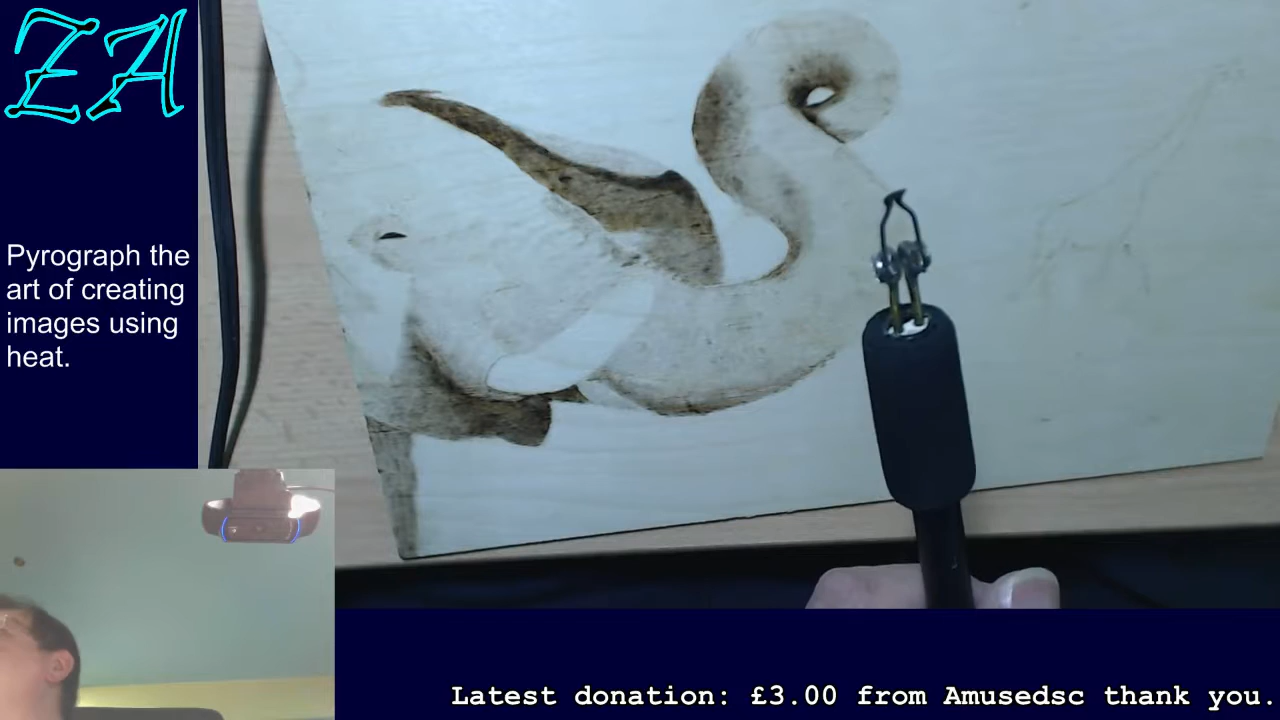 ZA
Pyrograph the
art of creating
images using
heat.
Latest donation: £3.00 from Amusedsc thank you.